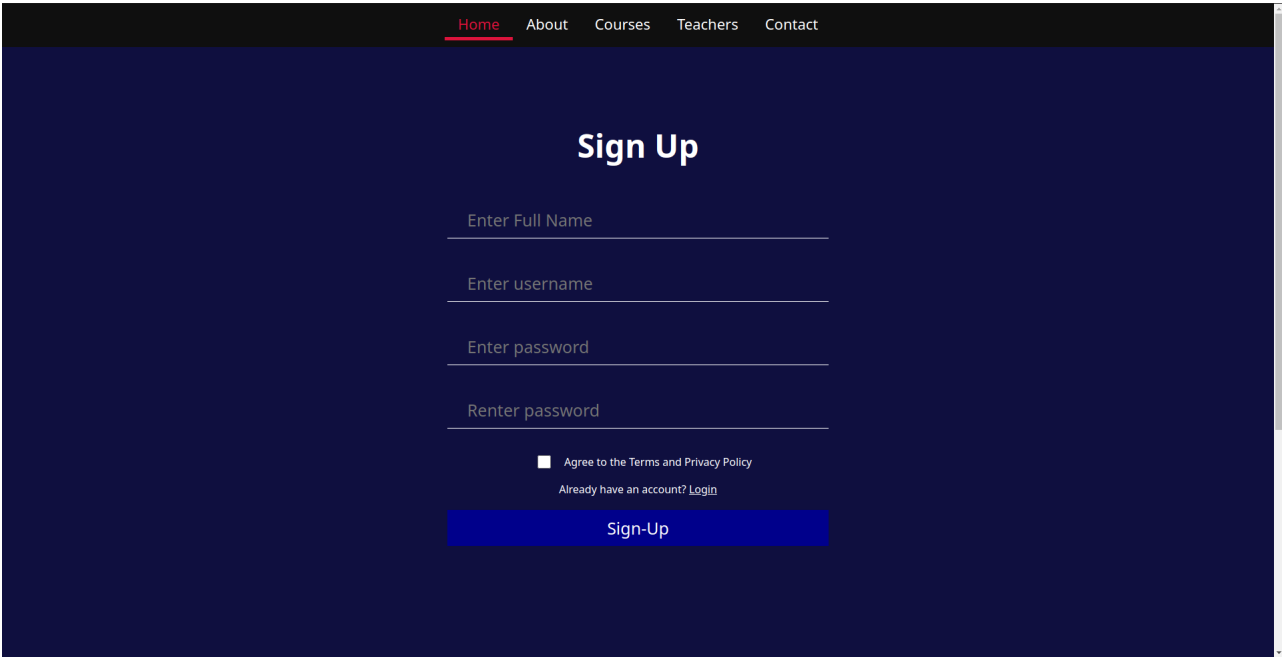 Home About Courses Teachers Contact
Sign Up
Enter Full Name
Enter username
Enter password
Renter password
Agree to the Terms and Privacy Policy
Already have an account? Login
Sign-Up